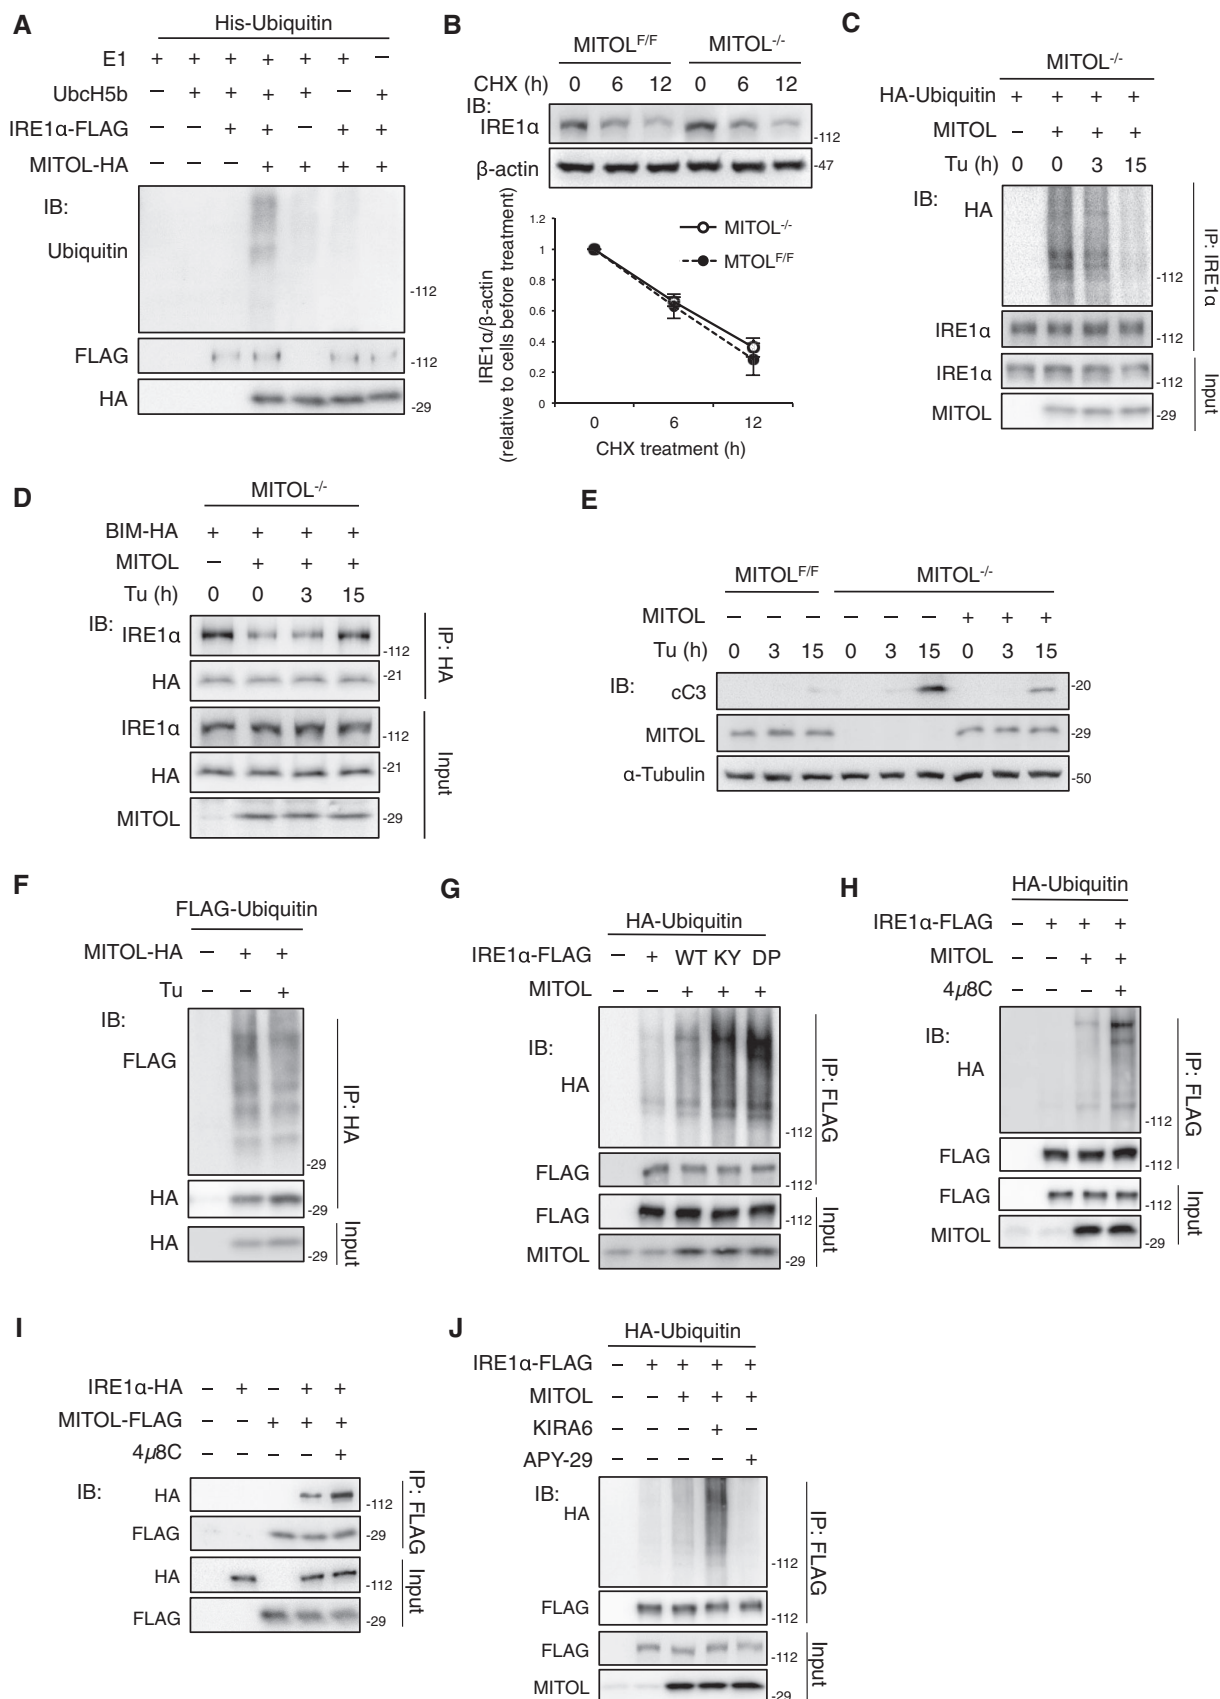 A
His-Ubiquitin
E1 + + + + + + −
UbcH5b − + + + + − +
IRE1α-FLAG − − + + − + +
MITOL-HA − − − + + + +
IB:
Ubiquitin
-112
FLAG
-112
HA
-29
B
MITOLF/F MITOL-/-
CHX (h) 0 6 12 0 6 12
IB:
IRE1α
-112
β-actin
-47
IRE1α/β-actin
(relative to cells before treatment)
1.2
1
0.8
0.6
0.4
0.2
0
MITOL-/-
MTOLF/F
0 6 12
CHX treatment (h)
C
MITOL-/-
HA-Ubiquitin + + + +
MITOL − + + +
Tu (h) 0 0 3 15
IB: HA
-112
IRE1α
-112
IP: IRE1α
IRE1α
-112
MITOL
-29
Input
D
MITOL-/-
BIM-HA + + + +
MITOL − + + +
Tu (h) 0 0 3 15
IB: IRE1α
-112
HA
-21
IP: HA
IRE1α
-112
HA
-21
MITOL
-29
Input
E
MITOLF/F MITOL-/-
MITOL − − − − − − + + +
Tu (h) 0 3 15 0 3 15 0 3 15
IB: cC3
-20
MITOL
-29
α-Tubulin
-50
F
FLAG-Ubiquitin
MITOL-HA − + +
Tu − − +
IB:
FLAG
-29
HA
-29
IP: HA
HA
-29
Input
G
HA-Ubiquitin
IRE1α-FLAG − + WT KY DP
MITOL − − + + +
IB:
HA
-112
FLAG
-112
IP: FLAG
FLAG
-112
MITOL
-29
Input
H
HA-Ubiquitin
IRE1α-FLAG − + + +
MITOL − − + +
4μ8C − − − +
IB:
HA
-112
FLAG
-112
IP: FLAG
FLAG
-112
MITOL
-29
Input
I
IRE1α-HA − + − + +
MITOL-FLAG − − + + +
4μ8C − − − − +
IB: HA
-112
FLAG
-29
IP: FLAG
HA
-112
FLAG
-29
Input
J
HA-Ubiquitin
IRE1α-FLAG − + + + +
MITOL − − + + +
KIRA6 − − − + −
APY-29 − − − − +
IB:
HA
-112
FLAG
-112
IP: FLAG
FLAG
-112
MITOL
-29
Input